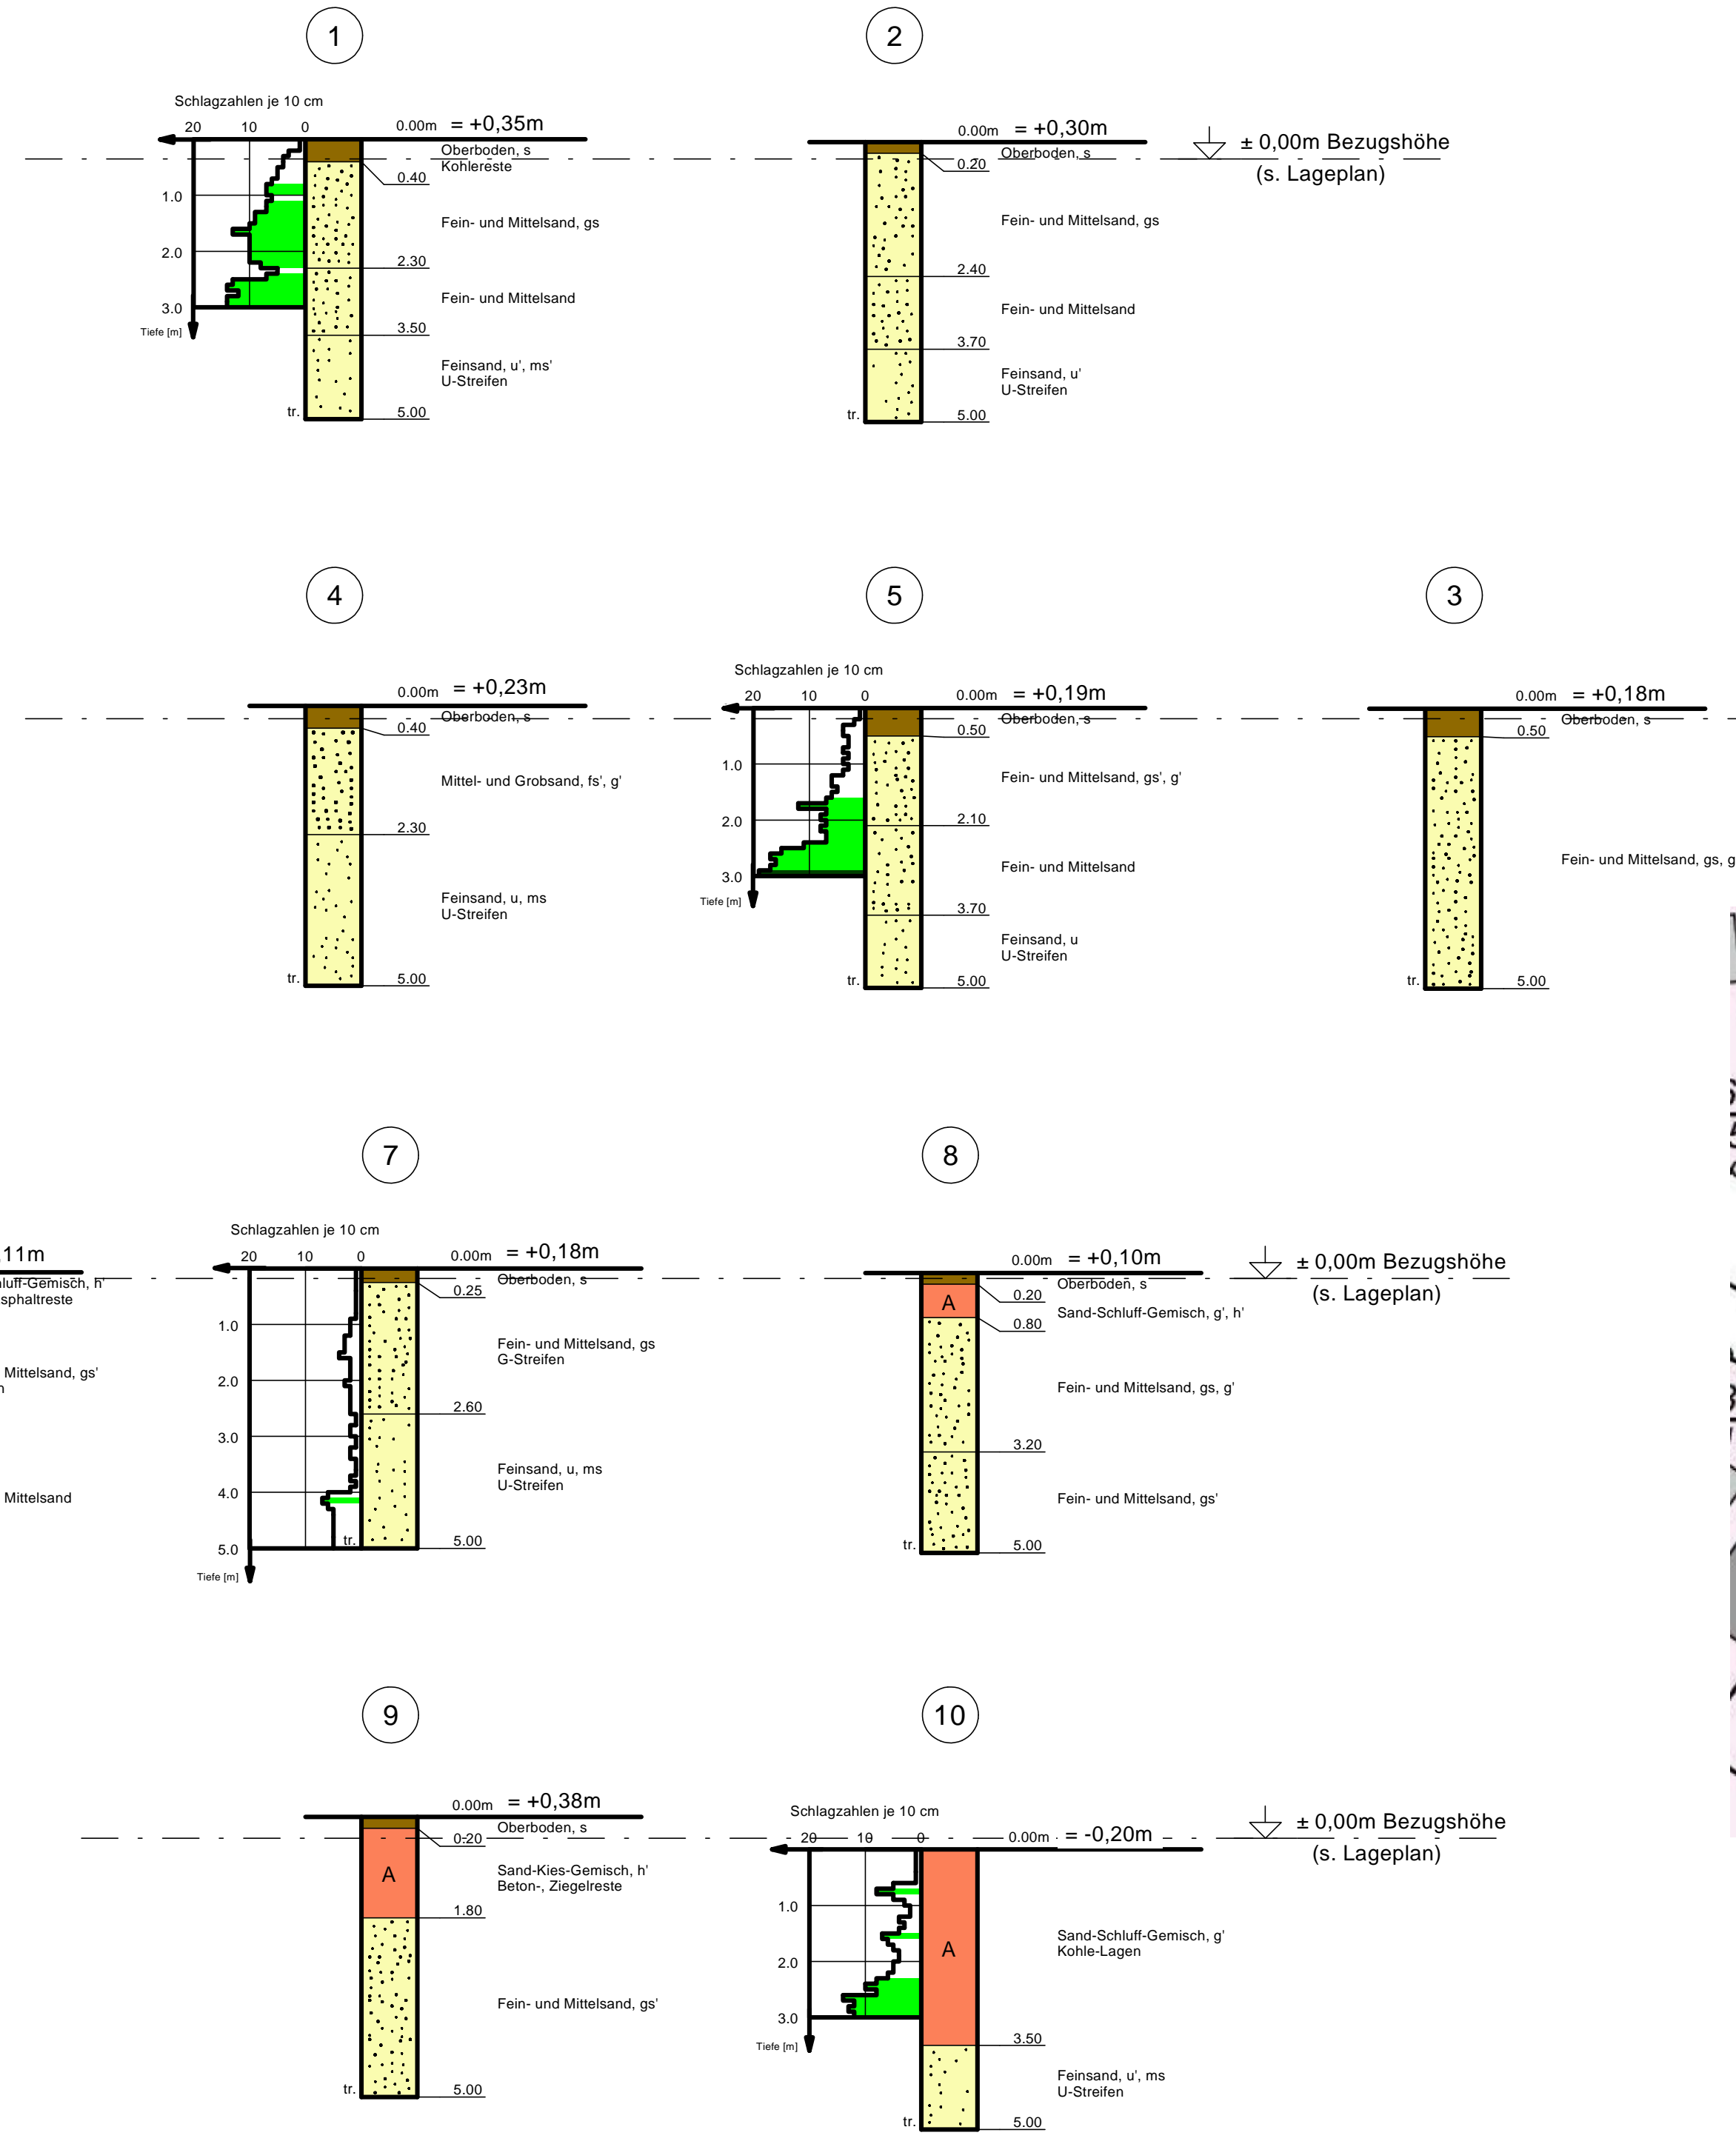 1
2
Schlagzahlen je 10 cm
20 10 0
0.00m = +0,35m
Oberboden, s
Kohlereste
0.40
1.0
Fein- und Mittelsand, gs
2.0
2.30
Fein- und Mittelsand
3.0
Tiefe [m]
3.50
Feinsand, u', ms'
U-Streifen
tr.
5.00
0.00m = +0,30m
Oberboden, s
0.20
Fein- und Mittelsand, gs
2.40
Fein- und Mittelsand
3.70
Feinsand, u'
U-Streifen
tr.
5.00
± 0,00m Bezugshöhe
(s. Lageplan)
4
5
3
0.00m = +0,23m
Oberboden, s
0.40
Mittel- und Grobsand, fs', g'
2.30
Feinsand, u, ms
U-Streifen
tr.
5.00
Schlagzahlen je 10 cm
20 10 0
0.00m = +0,19m
Oberboden, s
0.50
1.0
Fein- und Mittelsand, gs', g'
2.0
2.10
Fein- und Mittelsand
3.0
Tiefe [m]
3.70
Feinsand, u
U-Streifen
tr.
5.00
0.00m = +0,18m
Oberboden, s
0.50
Fein- und Mittelsand, gs, g
tr.
5.00
7
8
11m
luff-Gemisch, h'
sphaltreste
Mittelsand, gs'
n
Mittelsand
Schlagzahlen je 10 cm
20 10 0
0.00m = +0,18m
Oberboden, s
0.25
1.0
Fein- und Mittelsand, gs
G-Streifen
2.0
2.60
3.0
Feinsand, u, ms
U-Streifen
4.0
tr.
5.0
5.00
Tiefe [m]
0.00m = +0,10m
Oberboden, s
0.20
A
Sand-Schluff-Gemisch, g', h'
0.80
Fein- und Mittelsand, gs, g'
3.20
Fein- und Mittelsand, gs'
tr.
5.00
± 0,00m Bezugshöhe
(s. Lageplan)
9
10
0.00m = +0,38m
Oberboden, s
0.20
A
Sand-Kies-Gemisch, h'
Beton-, Ziegelreste
1.80
Fein- und Mittelsand, gs'
tr.
5.00
Schlagzahlen je 10 cm
20 10 0
0.00m = -0,20m
1.0
A
Sand-Schluff-Gemisch, g'
Kohle-Lagen
2.0
3.0
Tiefe [m]
3.50
Feinsand, u', ms
U-Streifen
tr.
5.00
± 0,00m Bezugshöhe
(s. Lageplan)